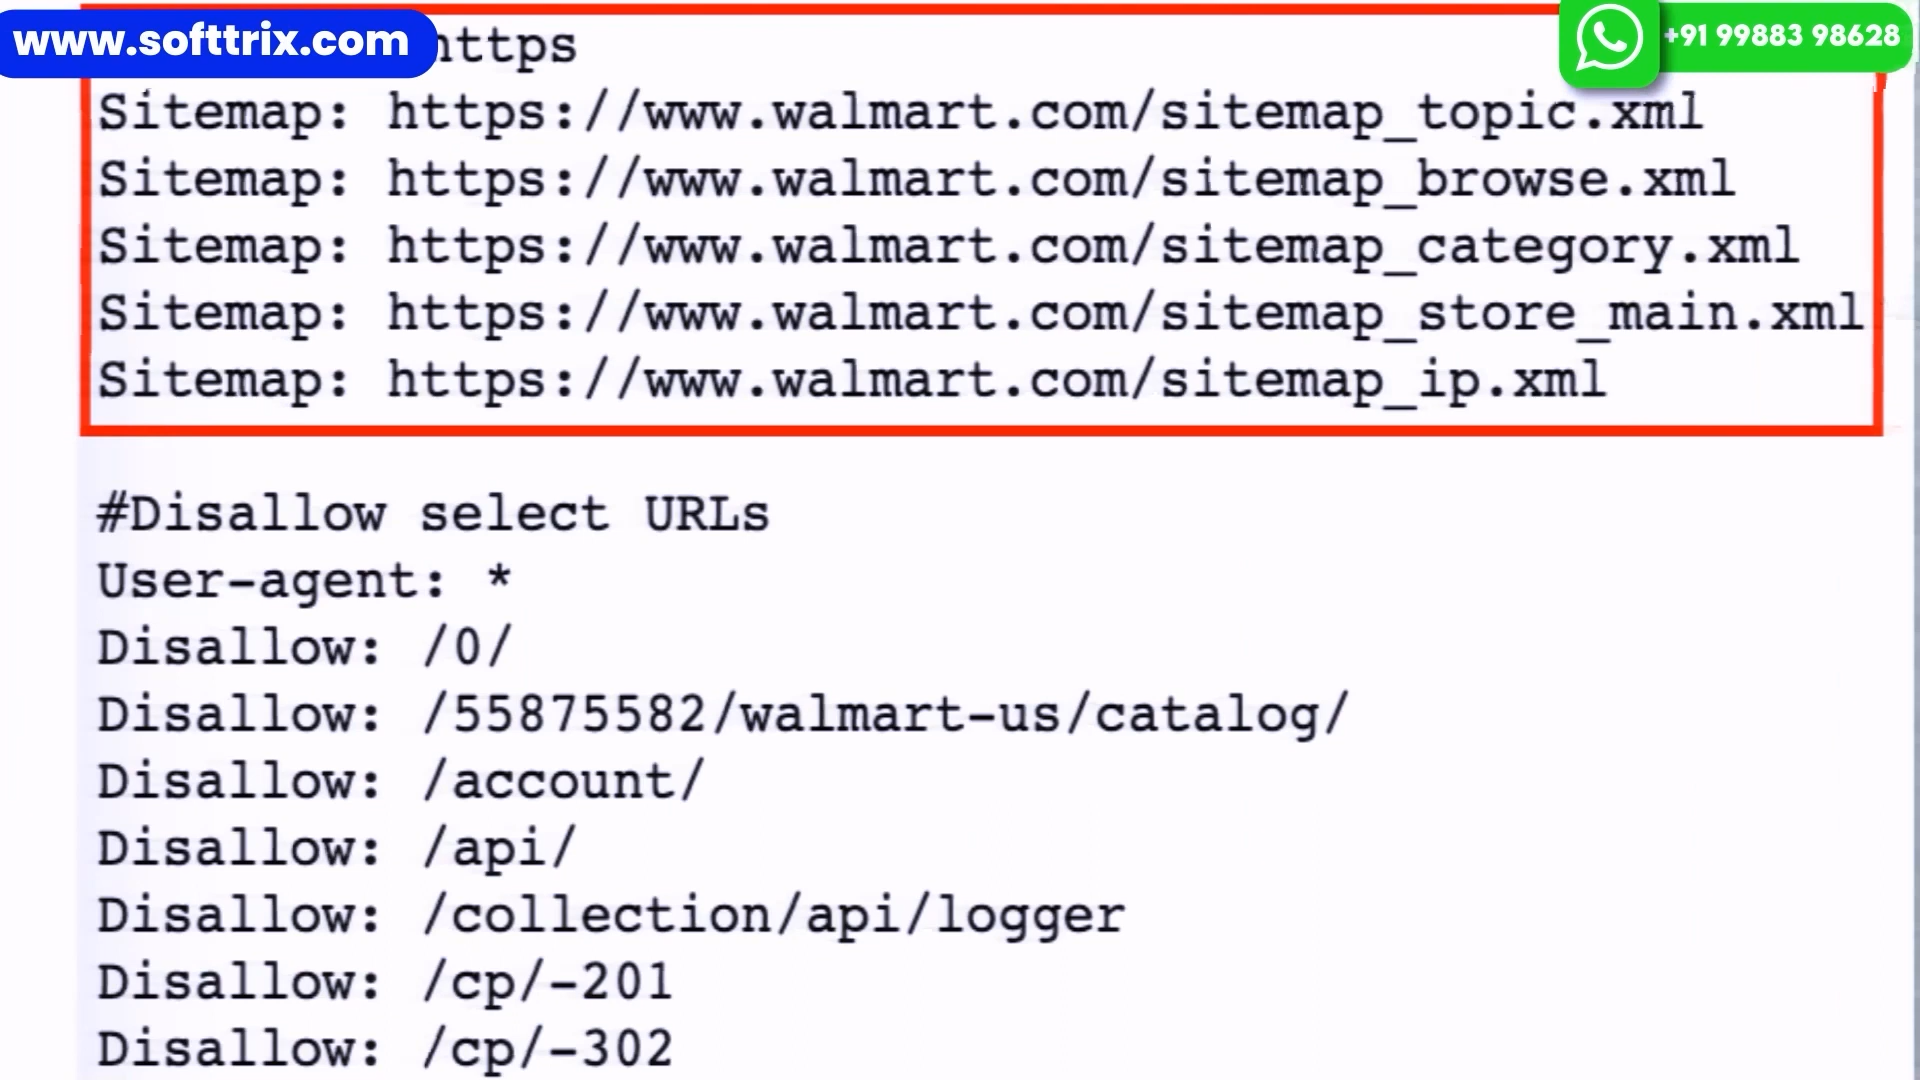 www.softtrix.com
https
+91 99883 98628
Sitemap: https://www.walmart.com/sitemap_topic.xml
Sitemap: https://www.walmart.com/sitemap_browse.xml
Sitemap: https://www.walmart.com/sitemap_category.xml
Sitemap: https://www.walmart.com/sitemap_store_main.xml
Sitemap: https://www.walmart.com/sitemap_ip.xml
#Disallow select URLs
User-agent: *
Disallow: /0/
Disallow: /55875582/walmart-us/catalog/
Disallow: /account/
Disallow: /api/
Disallow: /collection/api/logger
Disallow: /cp/-201
Disallow: /cp/-302